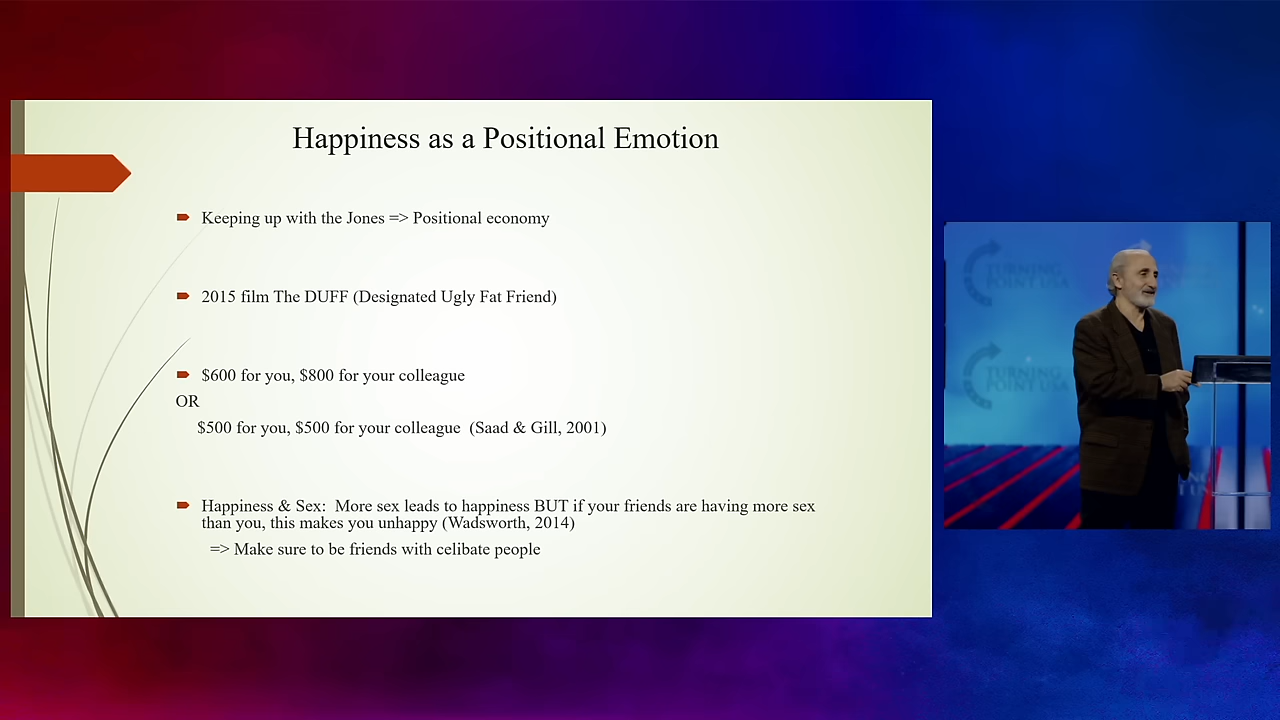 Happiness as a Positional Emotion
Keeping up with the Jones => Positional economy
2015 film The DUFF (Designated Ugly Fat Friend)
$600 for you, $800 for your colleague
OR
$500 for you, $500 for your colleague (Saad & Gill, 2001)
Happiness & Sex: More sex leads to happiness BUT if your friends are having more sex
than you, this makes you unhappy (Wadsworth, 2014)
=> Make sure to be friends with celibate people
TURNING
POINT USA
TURNING
POINT USA